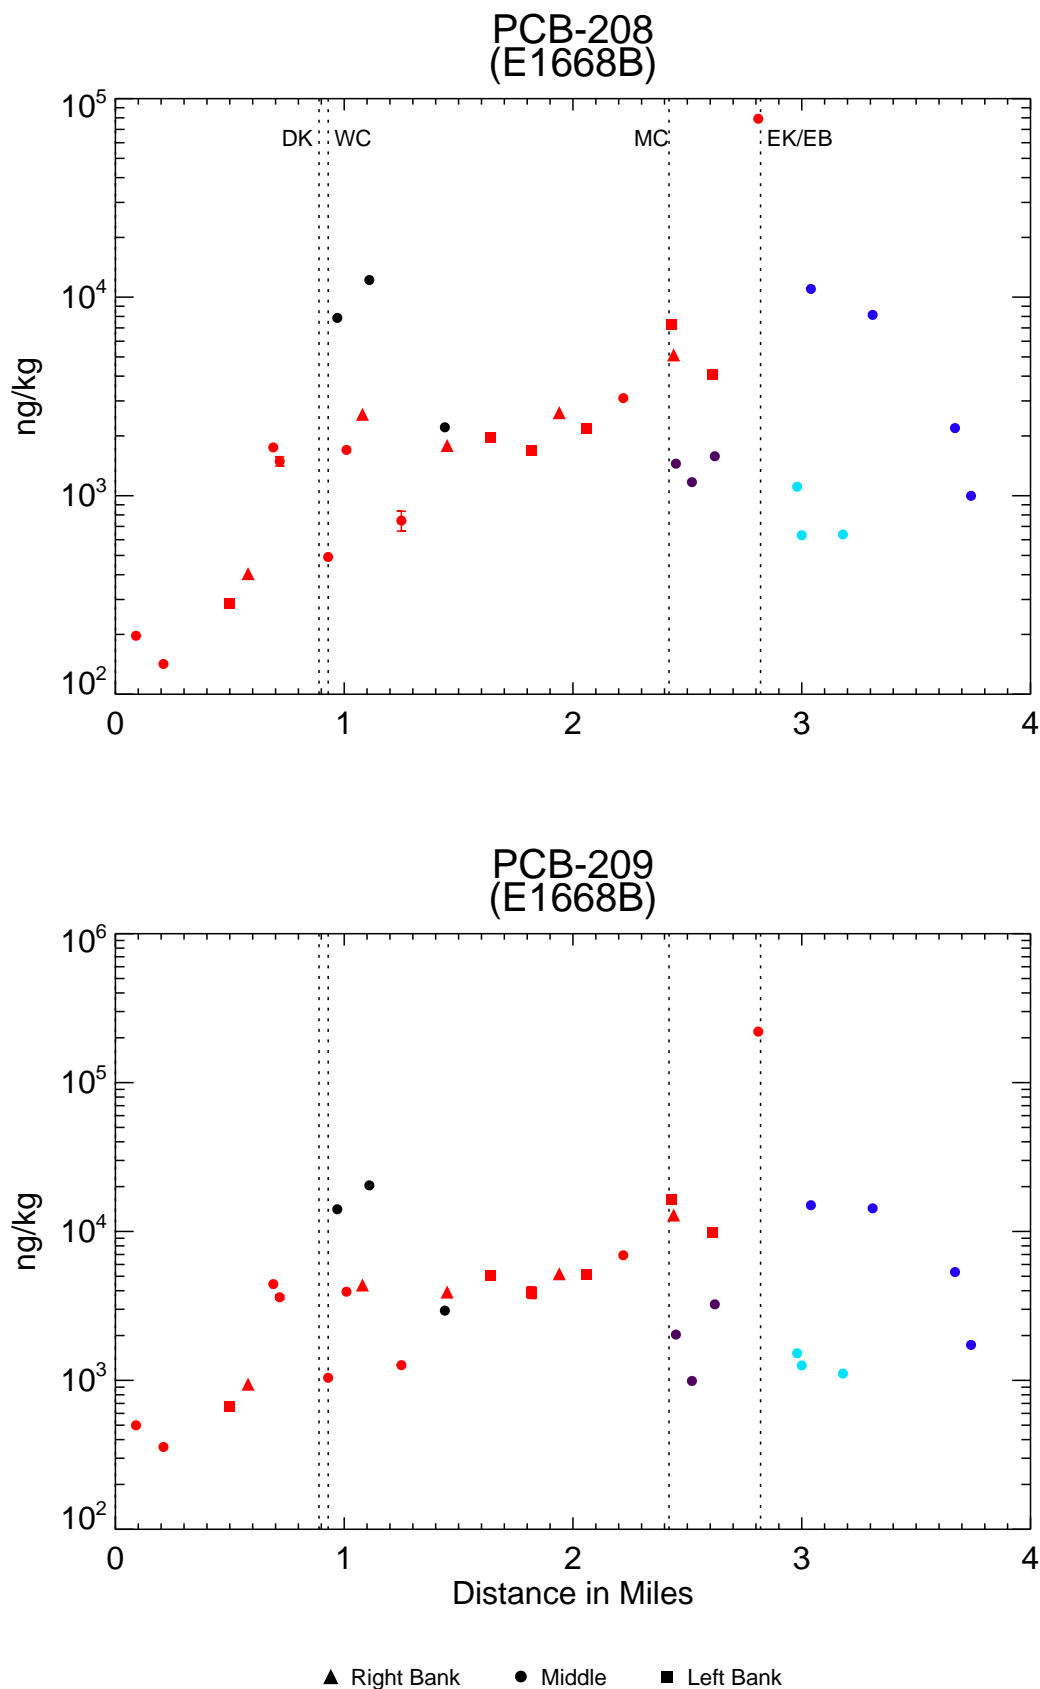 PCB-208
(E1668B)
10^5
DK WC MC EK/EB
10^4
ng/kg
10^3
10^2
0 1 2 3 4
PCB-209
(E1668B)
10^6
10^5
ng/kg
10^4
10^3
10^2
0 1 2 3 4
Distance in Miles
Right Bank Middle Left Bank